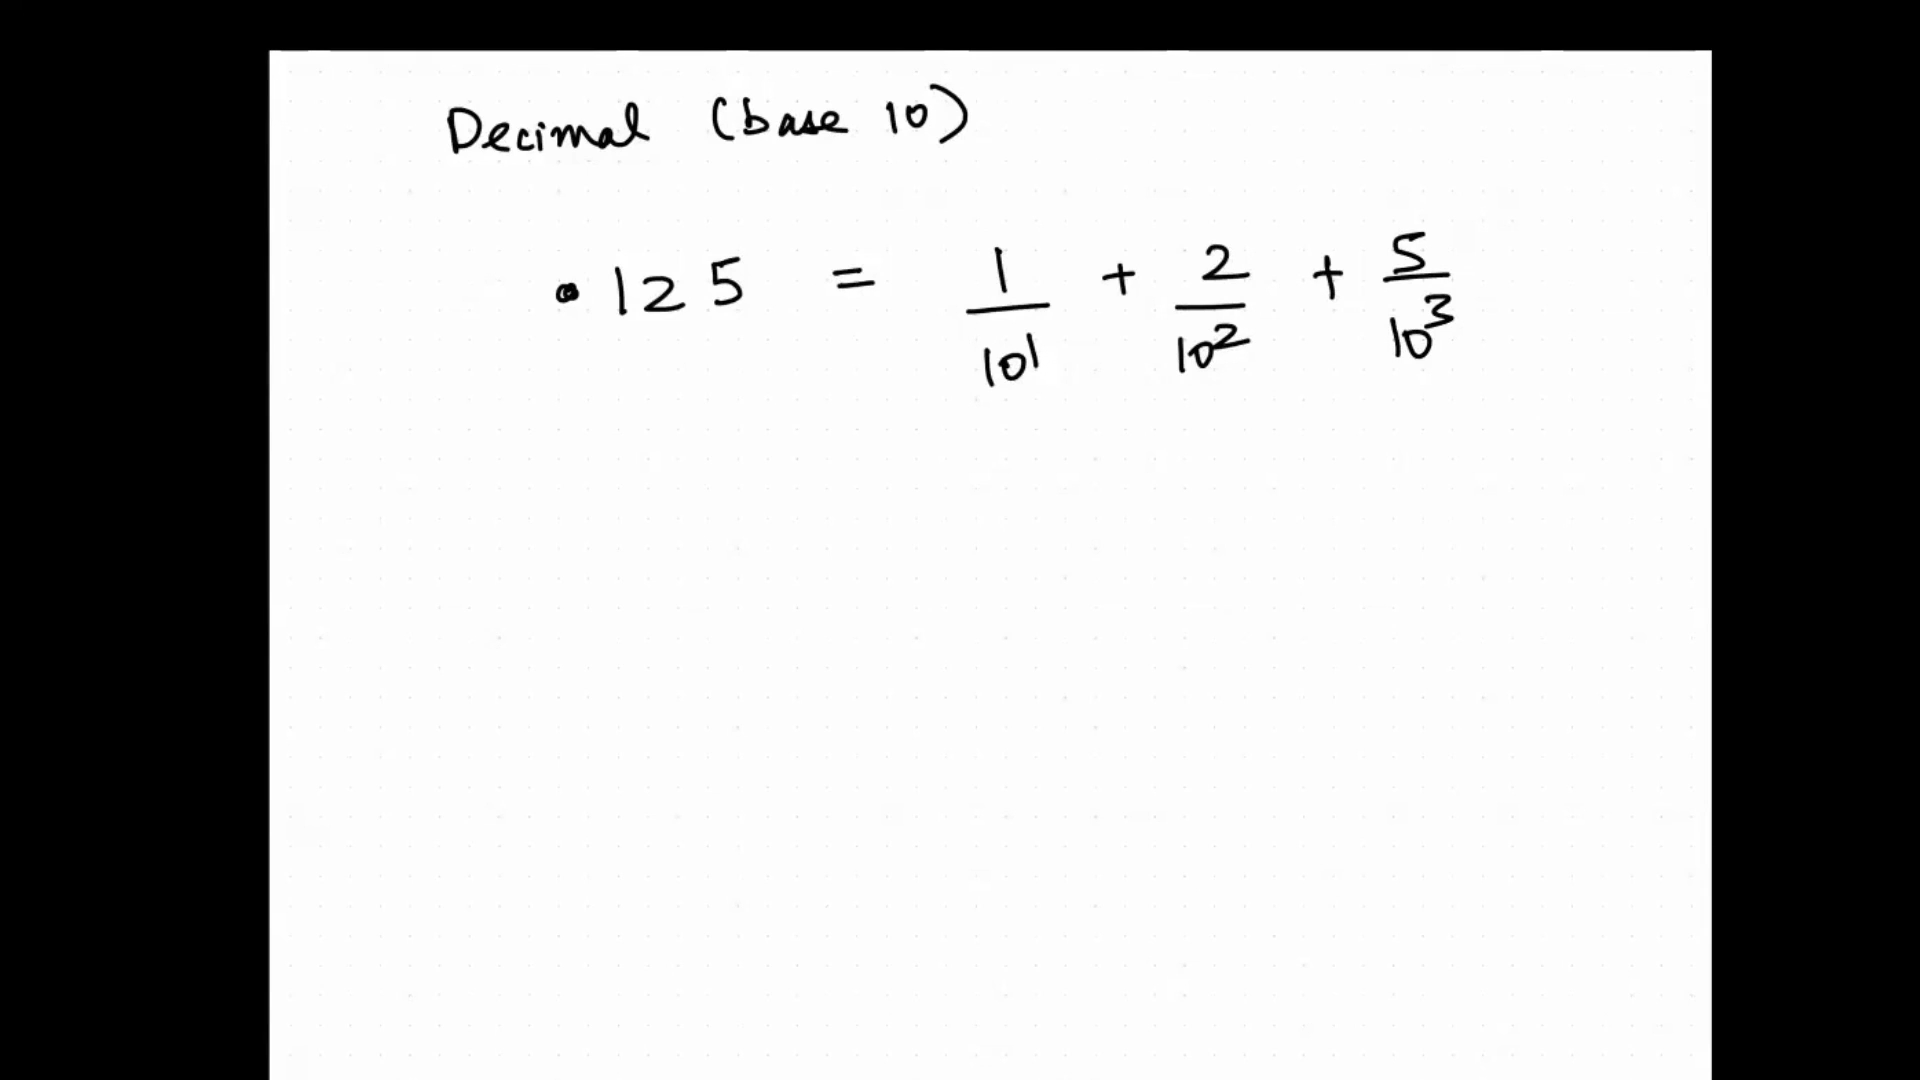 Decimal (base 10)
.125 = 1/10^1 + 2/10^2 + 5/10^3